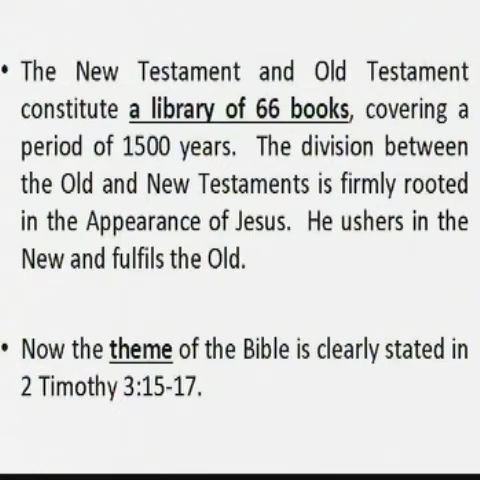 • The New Testament and Old Testament
constitute a library of 66 books, covering a
period of 1500 years. The division between
the Old and New Testaments is firmly rooted
in the Appearance of Jesus. He ushers in the
New and fulfils the Old.
• Now the theme of the Bible is clearly stated in
2 Timothy 3:15-17.